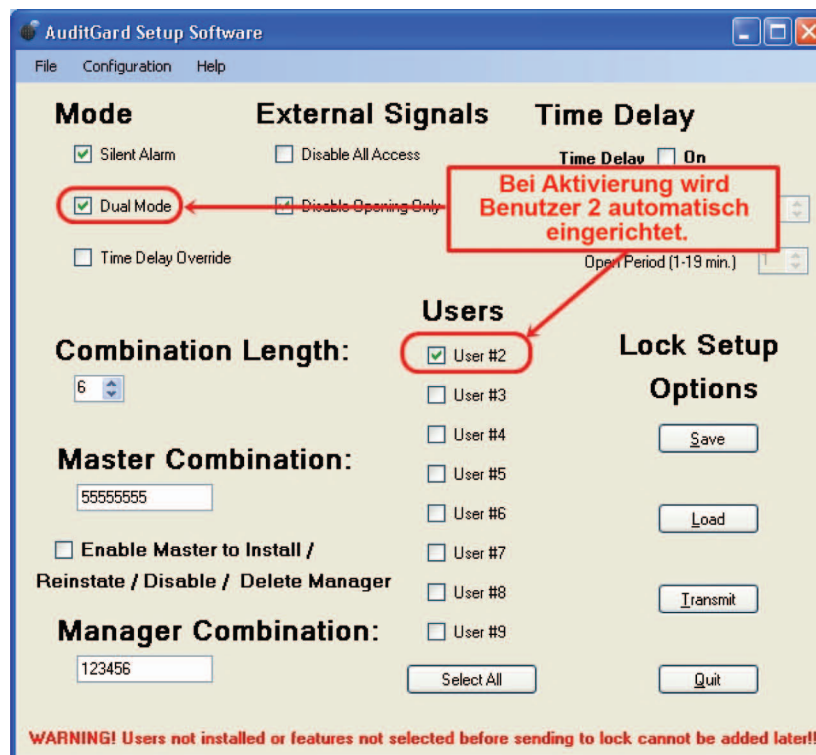 AuditGard Setup Software
File Configuration Help
Mode
Silent Alarm
Dual Mode
Time Delay Override
External Signals
Disable All Access
Disable Opening Only
Time Delay
Time Delay On
Bei Aktivierung wird
Benutzer 2 automatisch
eingerichtet.
Open Period (1-19 min.) 1
Combination Length:
6
Master Combination:
55555555
Enable Master to Install /
Reinstate / Disable / Delete Manager
Manager Combination:
123456
Users
User #2
User #3
User #4
User #5
User #6
User #7
User #8
User #9
Select All
Lock Setup
Options
Save
Load
Transmit
Quit
WARNING! Users not installed or features not selected before sending to lock cannot be added later!!